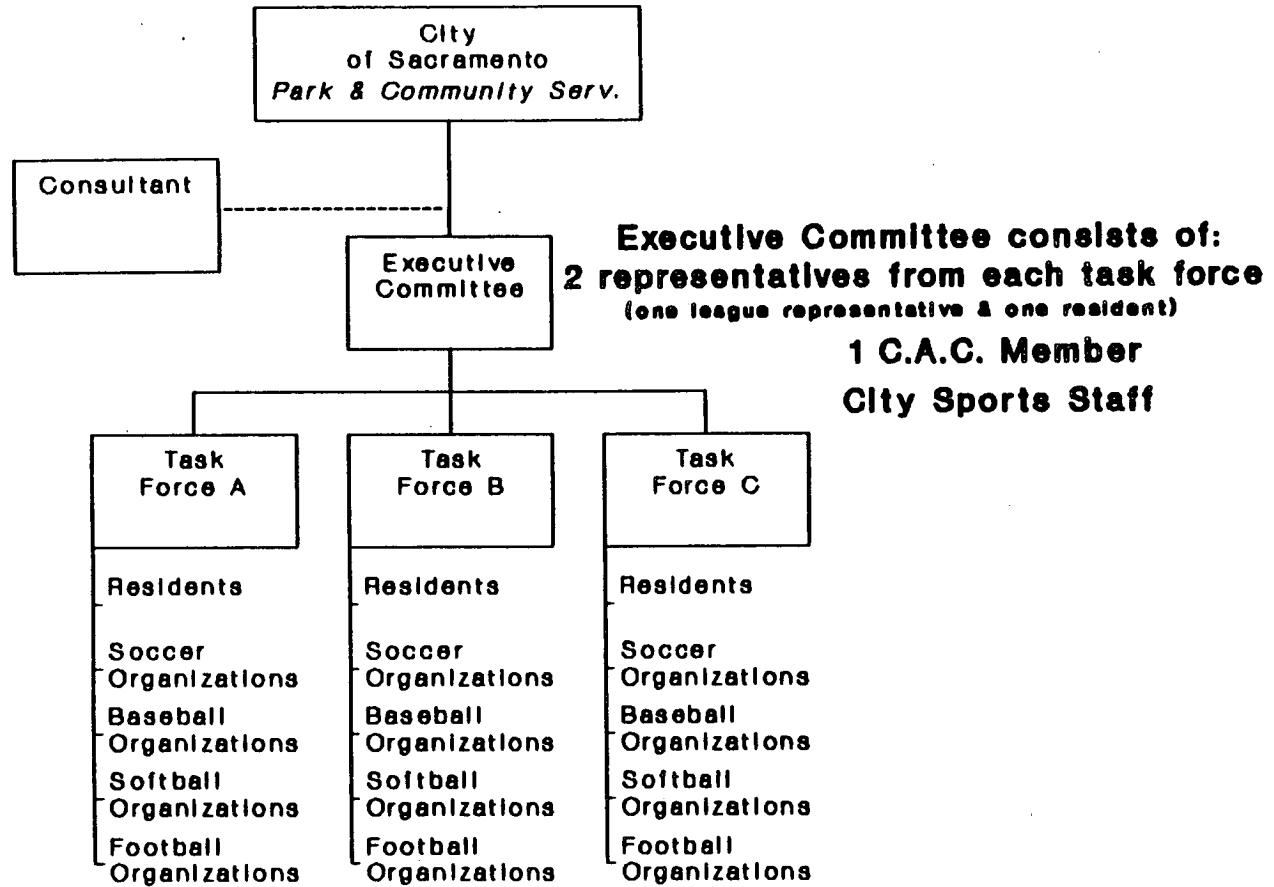 City
of Sacramento
Park & Community Serv.
Consultant
Executive
Committee
Executive Committee consists of:
2 representatives from each task force
(one league representative & one resident)
1 C.A.C. Member
City Sports Staff
Task
Force A
Residents
Soccer
Organizations
Baseball
Organizations
Softball
Organizations
Football
Organizations
Task
Force B
Residents
Soccer
Organizations
Baseball
Organizations
Softball
Organizations
Football
Organizations
Task
Force C
Residents
Soccer
Organizations
Baseball
Organizations
Softball
Organizations
Football
Organizations